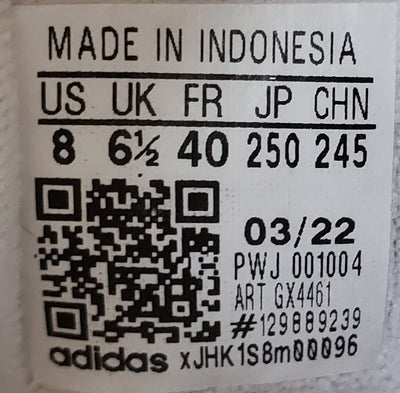 MADE IN INDONESIA
US UK FR JP CHN
8 6½ 40 250 245
03/22
PWJ 001004
ART GX4461
#129889239
adidas xJHK1S8m00096